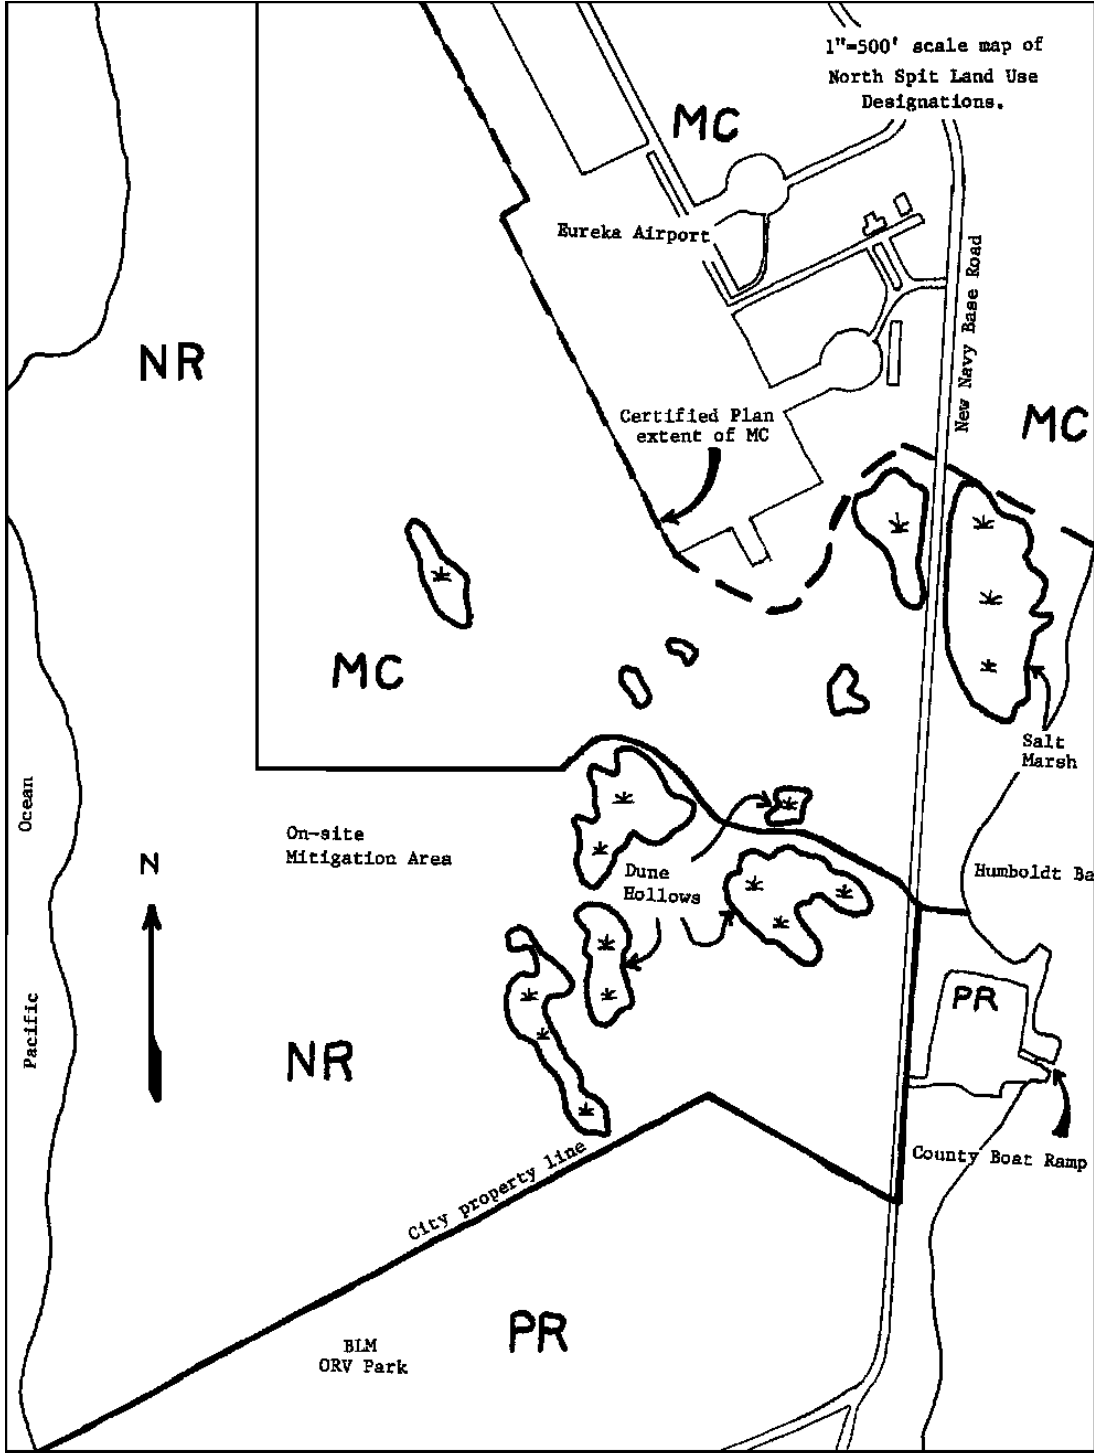 1"=500' scale map of
North Spit Land Use
Designations.
MC
Eureka Airport
New Navy Base Road
NR
Certified Plan
extent of MC
MC
MC
Salt
Marsh
Ocean
Pacific
On-site
Mitigation Area
N
Dune
Hollows
Humboldt Ba
PR
NR
County Boat Ramp
City property line
PR
BLM
ORV Park